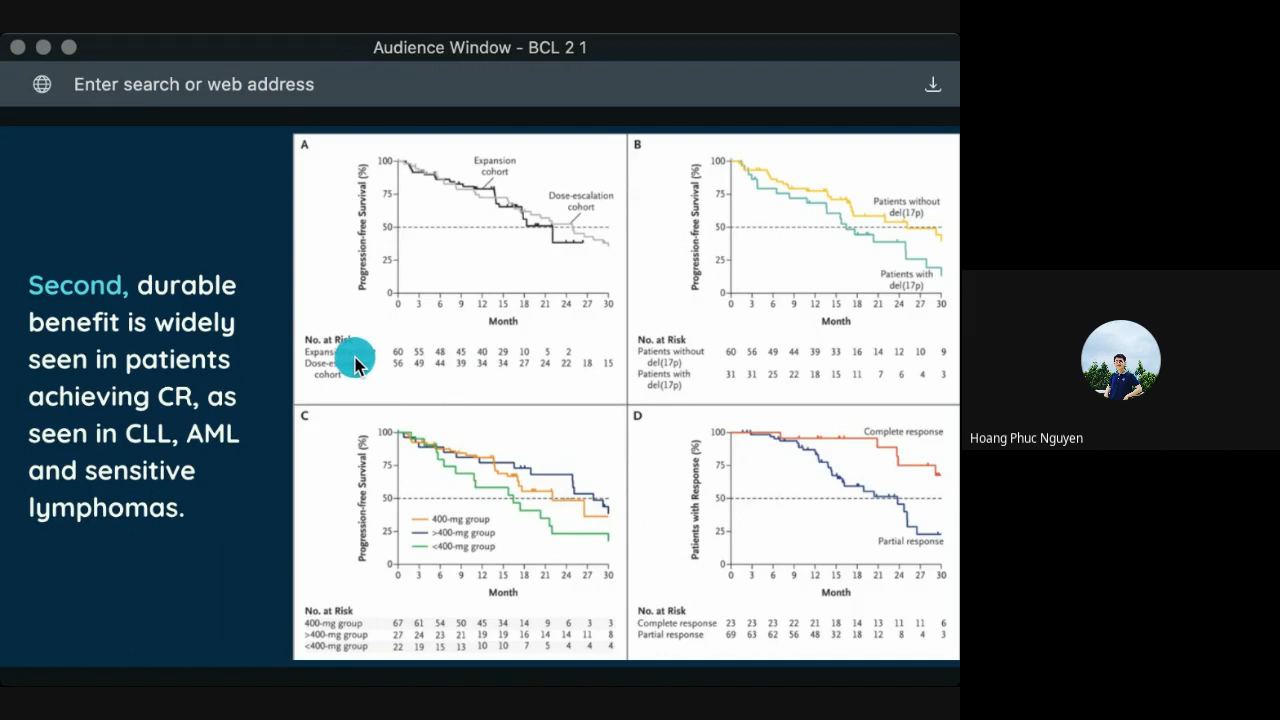 Audience Window - BCL 2 1
Enter search or web address
Second, durable
benefit is widely
seen in patients
achieving CR, as
seen in CLL, AML
and sensitive
lymphomas.
A
Progression-free Survival (%)
100
75
50
25
0
Expansion
cohort
Dose-escalation
cohort
0 3 6 9 12 15 18 21 24 27 30
Month
No. at Risk
60 55 48 45 40 29 10 5 2
56 49 44 39 34 34 27 24 22 18 15
cohort
B
Progression-free Survival (%)
100
75
50
25
0
Patients without
del(17p)
Patients with
del(17p)
0 3 6 9 12 15 18 21 24 27 30
Month
No. at Risk
Patients without 60 56 49 44 39 33 16 14 12 10 9
del(17p)
Patients with 31 31 25 22 18 15 11 7 6 4 3
del(17p)
C
Progression-free Survival (%)
100
75
50
25
0
400-mg group
>400-mg group
<400-mg group
0 3 6 9 12 15 18 21 24 27 30
Month
No. at Risk
400-mg group 67 61 54 50 45 34 14 9 6 3 3
>400-mg group 27 24 23 21 19 19 16 14 14 11 8
<400-mg group 22 19 15 13 10 10 7 5 4 4 4
D
Patients with Response (%)
100
75
50
25
0
Complete response
Partial response
0 3 6 9 12 15 18 21 24 27 30
Month
No. at Risk
Complete response 23 23 23 22 21 18 14 13 11 11 6
Partial response 69 63 62 56 48 32 18 12 8 4 3
Hoang Phuc Nguyen